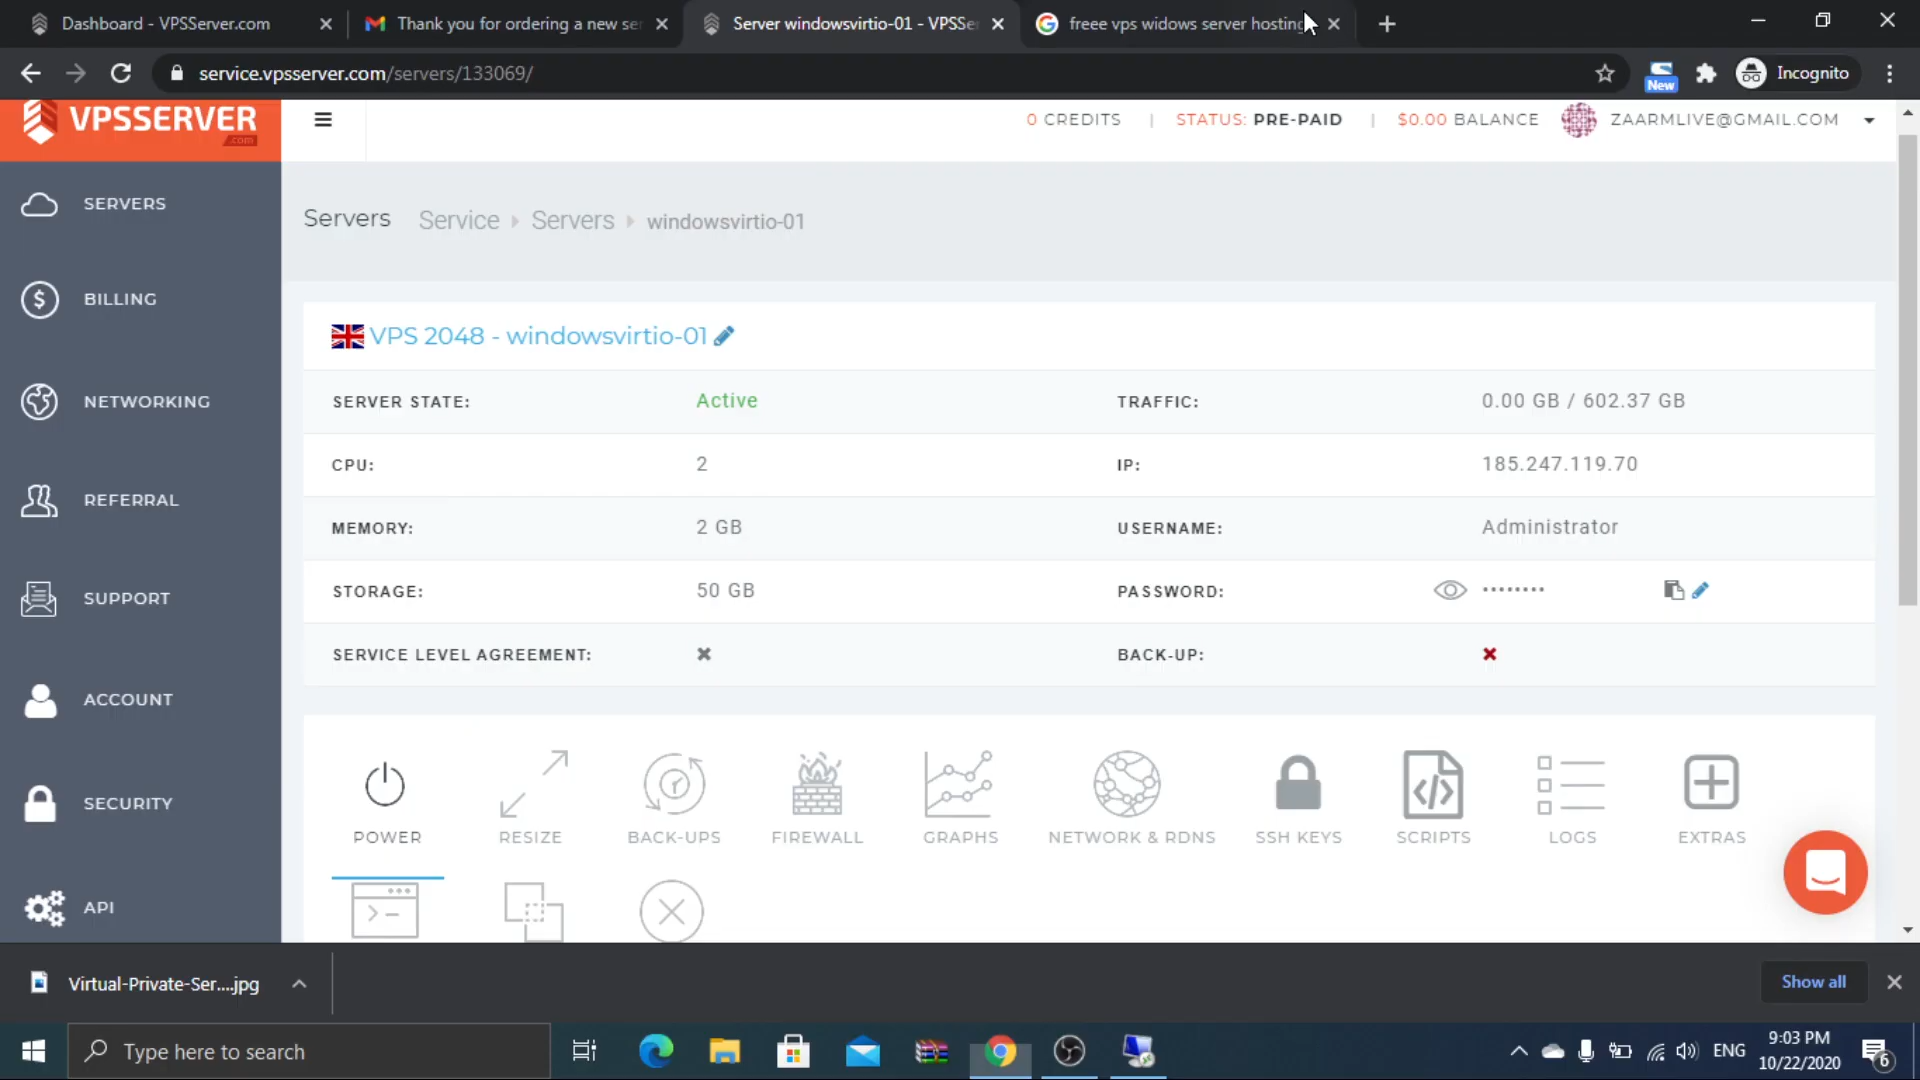 Dashboard - VPSServer.com
Thank you for ordering a new ser
Server windowsvirtio-01 - VPSSe
freee vps widows server hosting
service.vpsserver.com/servers/133069/
New
Incognito
VPSSERVER
.com
0 CREDITS | STATUS: PRE-PAID | $0.00 BALANCE ZAARMLIVE@GMAIL.COM
SERVERS
BILLING
NETWORKING
REFERRAL
SUPPORT
ACCOUNT
SECURITY
API
Servers Service Servers windowsvirtio-01
VPS 2048 - windowsvirtio-01
SERVER STATE: Active TRAFFIC: 0.00 GB / 602.37 GB
CPU: 2 IP: 185.247.119.70
MEMORY: 2 GB USERNAME: Administrator
STORAGE: 50 GB PASSWORD: ········
SERVICE LEVEL AGREEMENT: BACK-UP:
POWER RESIZE BACK-UPS FIREWALL GRAPHS NETWORK & RDNS SSH KEYS SCRIPTS LOGS EXTRAS
Virtual-Private-Ser....jpg
Show all
Type here to search
ENG
9:03 PM
10/22/2020
6